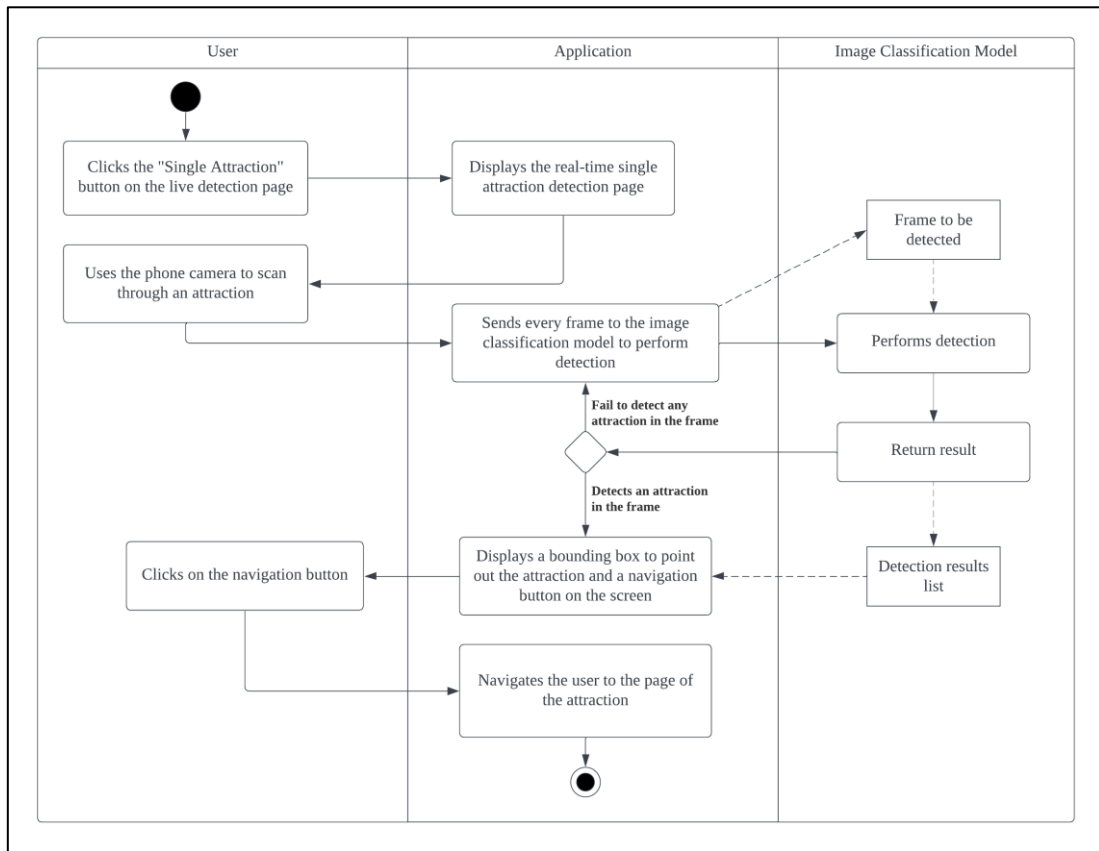 User
Application
Image Classification Model
Clicks the "Single Attraction"
button on the live detection page
Displays the real-time single
attraction detection page
Frame to be
detected
Uses the phone camera to scan
through an attraction
Sends every frame to the image
classification model to perform
detection
Performs detection
Fail to detect any
attraction in the frame
Return result
Detects an attraction
in the frame
Clicks on the navigation button
Displays a bounding box to point
out the attraction and a navigation
button on the screen
Detection results
list
Navigates the user to the page of
the attraction